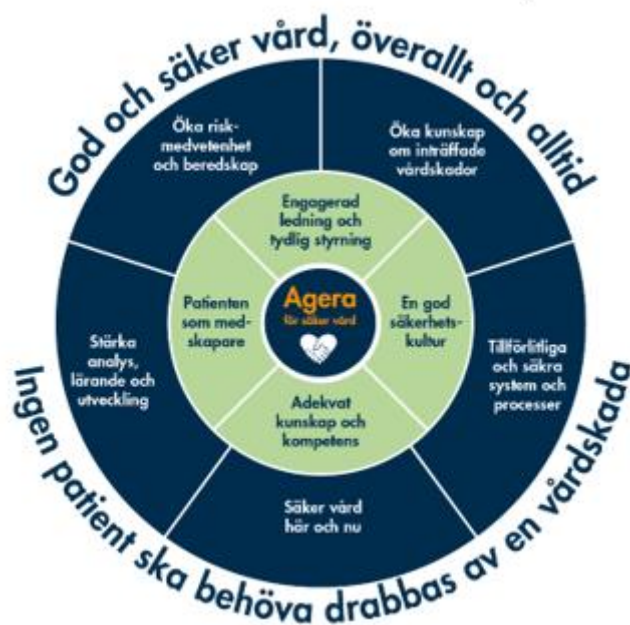 God och säker vård, överallt och alltid
Öka risk-
medvetenhet
och beredskap
Öka kunskap
om inträffade
vårdskador
Engagerad
ledning och
tydlig styrning
Patienten
som med-
skapare
Agera
för säker vård
En god
säkerhets-
kultur
Stärka
analys,
lärande och
utveckling
Tillförlitliga
och säkra
system och
processer
Adekvat
kunskap och
kompetens
Säker vård
här och nu
Ingen patient ska behöva drabbas av en vårdskada